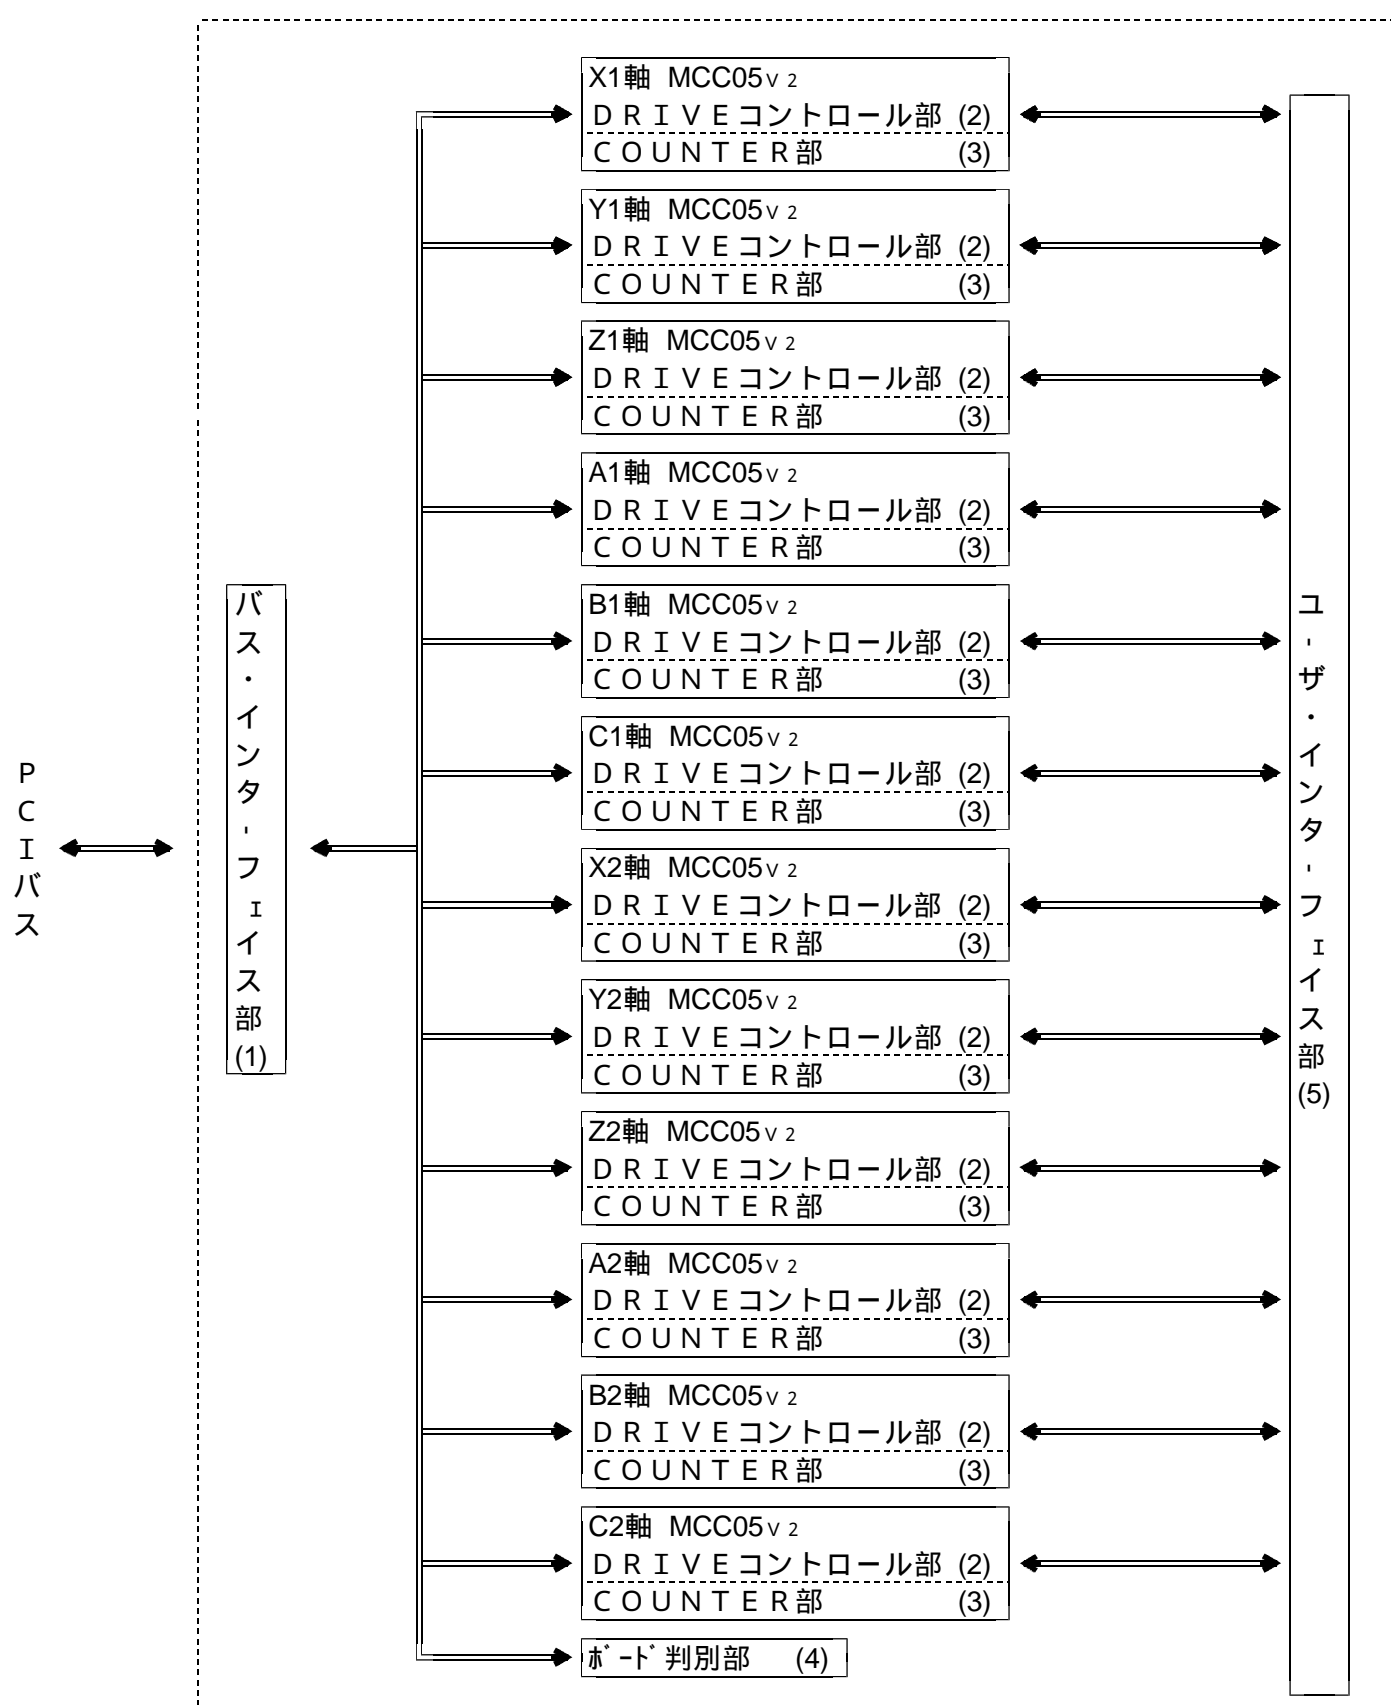 X1軸 MCC05v2
ＤＲＩＶＥコントロール部 (2)
ＣＯＵＮＴＥＲ部 (3)
Y1軸 MCC05v2
ＤＲＩＶＥコントロール部 (2)
ＣＯＵＮＴＥＲ部 (3)
Z1軸 MCC05v2
ＤＲＩＶＥコントロール部 (2)
ＣＯＵＮＴＥＲ部 (3)
A1軸 MCC05v2
ＤＲＩＶＥコントロール部 (2)
ＣＯＵＮＴＥＲ部 (3)
B1軸 MCC05v2
ＤＲＩＶＥコントロール部 (2)
ＣＯＵＮＴＥＲ部 (3)
C1軸 MCC05v2
ＤＲＩＶＥコントロール部 (2)
ＣＯＵＮＴＥＲ部 (3)
X2軸 MCC05v2
ＤＲＩＶＥコントロール部 (2)
ＣＯＵＮＴＥＲ部 (3)
Y2軸 MCC05v2
ＤＲＩＶＥコントロール部 (2)
ＣＯＵＮＴＥＲ部 (3)
Z2軸 MCC05v2
ＤＲＩＶＥコントロール部 (2)
ＣＯＵＮＴＥＲ部 (3)
A2軸 MCC05v2
ＤＲＩＶＥコントロール部 (2)
ＣＯＵＮＴＥＲ部 (3)
B2軸 MCC05v2
ＤＲＩＶＥコントロール部 (2)
ＣＯＵＮＴＥＲ部 (3)
C2軸 MCC05v2
ＤＲＩＶＥコントロール部 (2)
ＣＯＵＮＴＥＲ部 (3)
ﾎﾞｰﾄﾞ判別部 (4)
ＰＣＩバス
バス・インタ-フェイス部(1)
ユ-ザ・インタ-フェイス部(5)